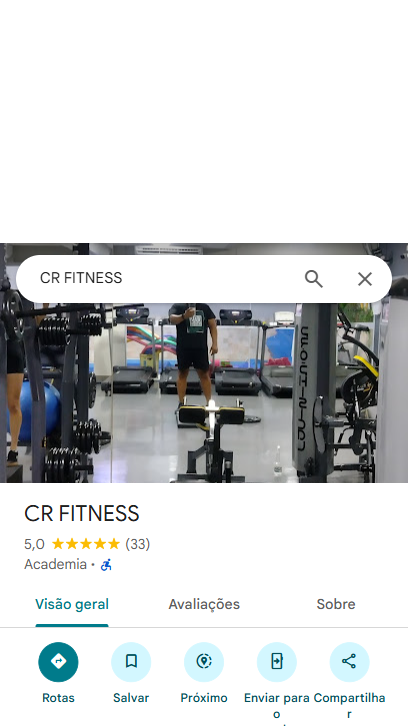 CR FITNESS
CR FITNESS
5,0 (33)
Academia •
Visão geral
Avaliações
Sobre
Rotas
Salvar
Próximo
Enviar para o
Compartilhar